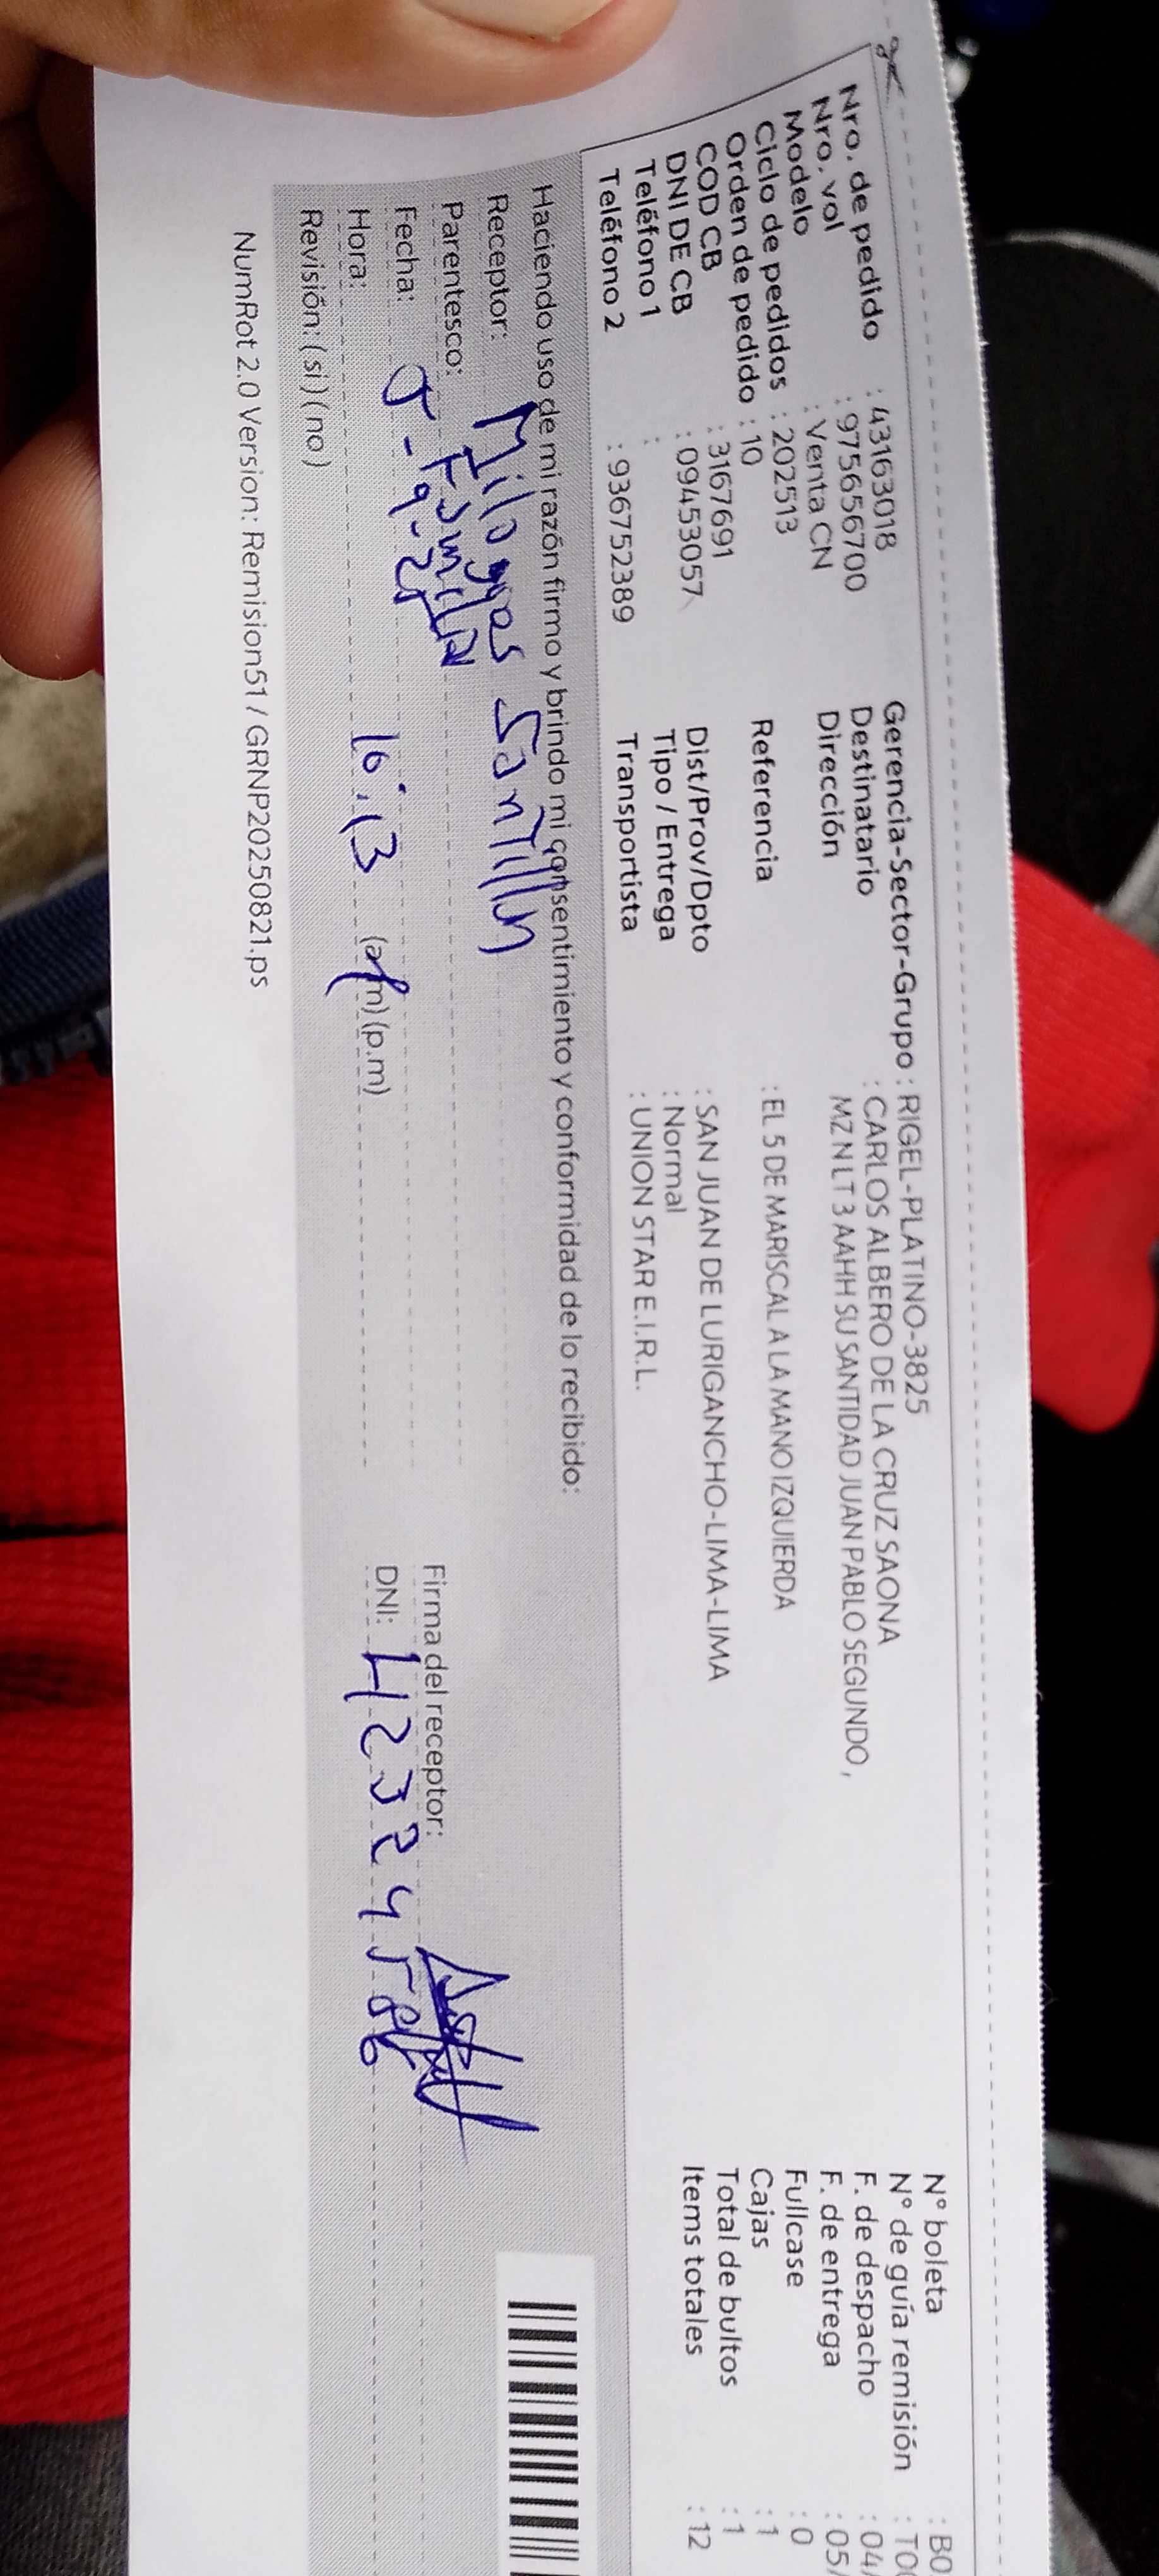 Nro. de pedido : 43163018
Nro. vol : 975656700
Modelo : Venta CN
Ciclo de pedidos : 202513
Orden de pedido : 10
COD CB : 3167691
DNI DE CB : 09453057
Teléfono 1 :
Teléfono 2 : 936752389
Gerencia-Sector-Grupo : RIGEL-PLATINO-3825
Destinatario : CARLOS ALBERO DE LA CRUZ SAONA
Dirección MZ N LT 3 AAHH SU SANTIDAD JUAN PABLO SEGUNDO,
Referencia : EL 5 DE MARISCAL A LA MANO IZQUIERDA
Dist/Prov/Dpto : SAN JUAN DE LURIGANCHO-LIMA-LIMA
Tipo / Entrega : Normal
Transportista : UNION STAR E.I.R.L.
N° boleta : B0
N° de guía remisión : T0
F. de despacho : 04/
F. de entrega : 05/
Fullcase : 0
Cajas : 1
Total de bultos : 1
Items totales : 12
Haciendo uso de mi razón firmo y brindo mi consentimiento y conformidad de lo recibido:
Receptor: Milagros Santillan
Parentesco: Familia
Fecha: 5-9-25
Hora: 10:13 (a.m) (p.m)
Revisión: (si) (no)
Firma del receptor:
DNI: 42324586
NumRot 2.0 Version: Remision51 / GRNP20250821.ps